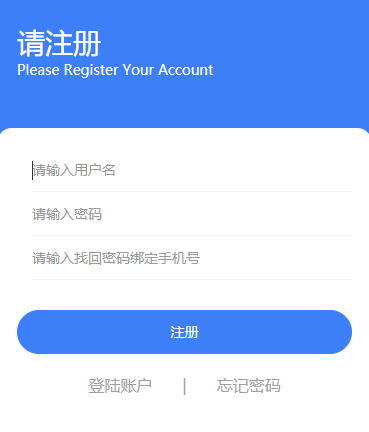 请注册
Please Register Your Account
请输入用户名
请输入密码
请输入找回密码绑定手机号
注册
登陆账户 | 忘记密码